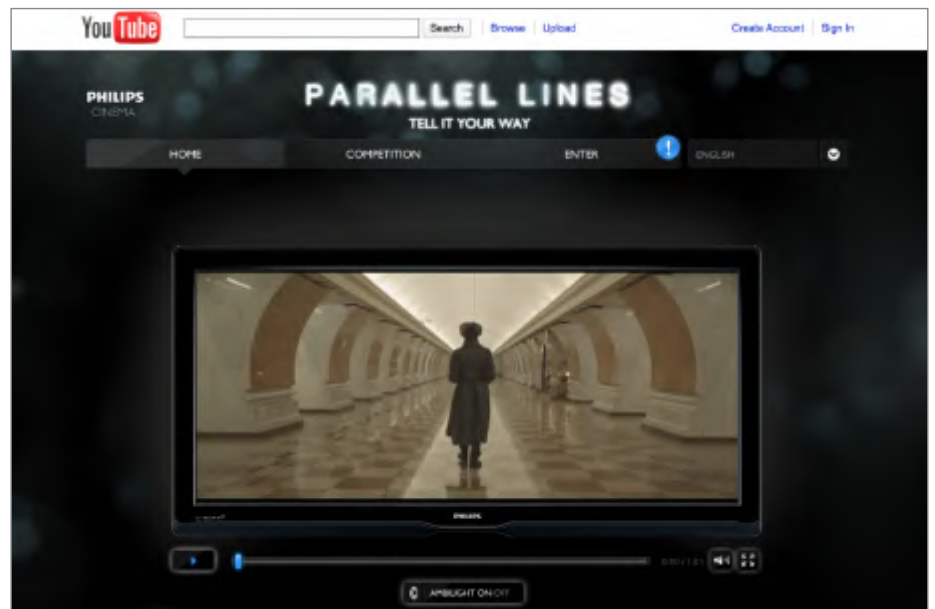 YouTube Search Browse Upload Create Account Sign In
PHILIPS
CINEMA
PARALLEL LINES
TELL IT YOUR WAY
HOME COMPETITION ENTER ! ENGLISH
PHILIPS
AMBILIGHT ON/OFF